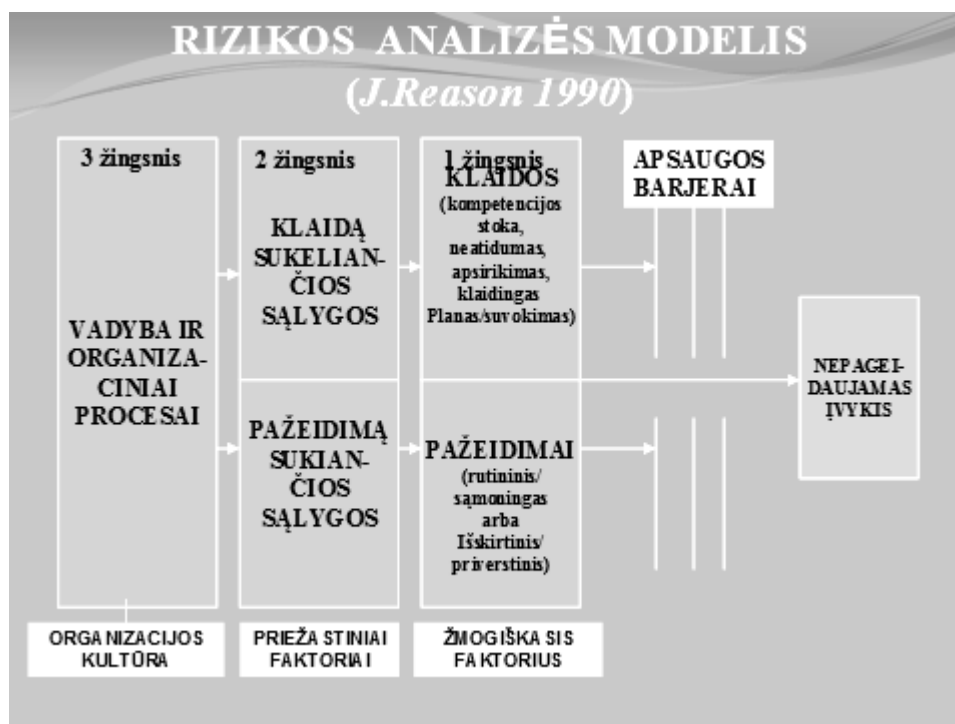 RIZIKOS ANALIZĖS MODELIS
(J.Reason 1990)
3 žingsnis
VADYBA IR
ORGANIZA-
CINIAI
PROCESAI
ORGANIZACIJOS
KULTŪRA
2 žingsnis
KLAIDĄ
SUKELIAN-
ČIOS
SĄLYGOS
PAŽEIDIMĄ
SUKIAN-
ČIOS
SĄLYGOS
PRIEŽASTINIAI
FAKTORIAI
1 žingsnis
KLAIDOS
(kompetencijos
stoka,
neatidumas,
apsirikimas,
klaidingas
Planas/suvokimas)
PAŽEIDIMAI
(rutininis/
sąmoningas
arba
Išskirtinis/
priverstinis)
ŽMOGIŠKASIS
FAKTORIUS
APSAUGOS
BARJERAI
NEPAGEI-
DAUJAMAS
ĮVYKIS